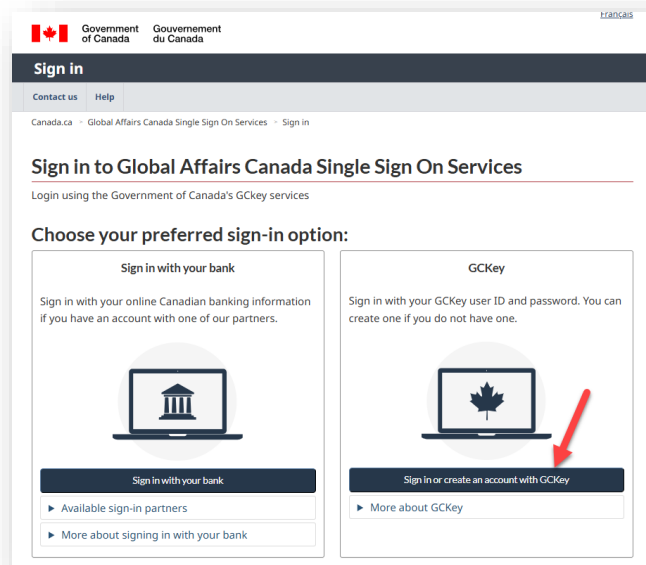 Français
Government Gouvernement
of Canada du Canada
Sign in
Contact us Help
Canada.ca Global Affairs Canada Single Sign On Services Sign in
Sign in to Global Affairs Canada Single Sign On Services
Login using the Government of Canada's GCkey services
Choose your preferred sign-in option:
Sign in with your bank
Sign in with your online Canadian banking information
if you have an account with one of our partners.
Sign in with your bank
Available sign-in partners
More about signing in with your bank
GCKey
Sign in with your GCKey user ID and password. You can
create one if you do not have one.
Sign in or create an account with GCKey
More about GCKey